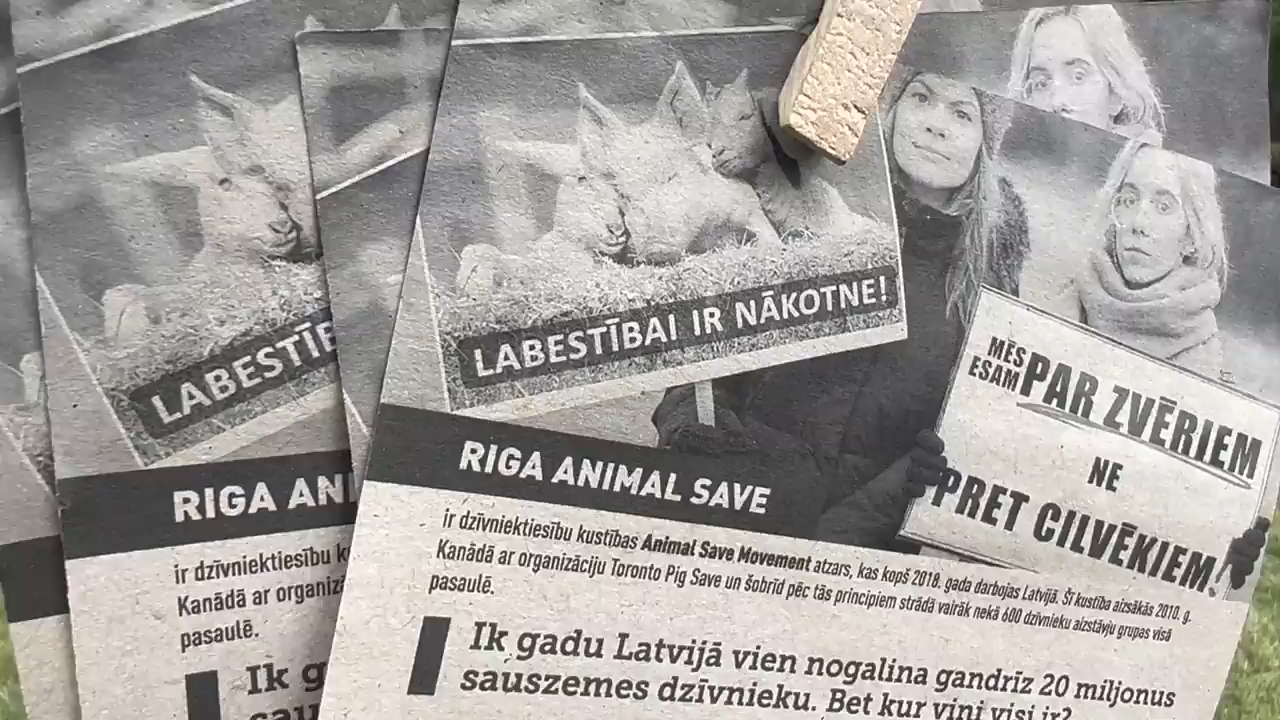 LABESTĪBAI IR NĀKOTNE!
MĒS
ESAM PAR ZVĒRIEM
NE
PRET CILVĒKIEM!
RIGA ANIMAL SAVE
ir dzīvniektiesību kustības Animal Save Movement atzars, kas kopš 2018. gada darbojas Latvijā. Šī kustība aizsākās 2010. g.
Kanādā ar organizāciju Toronto Pig Save un šobrīd pēc tās principiem strādā vairāk nekā 600 dzīvnieku aizstāvju grupas visā
pasaulē.
Ik gadu Latvijā vien nogalina gandrīz 20 miljonus
sauszemes dzīvnieku. Bet kur viņi visi ir?
LABESTĪB
RIGA ANI
ir dzīvniektiesību k
Kanādā ar organizā
pasaulē.
Ik g
sau